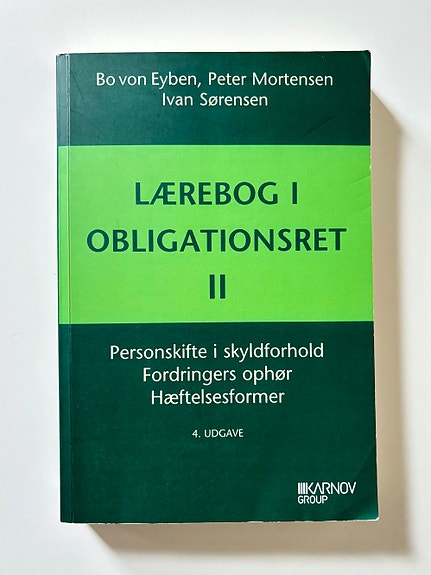 Bo von Eyben, Peter Mortensen
Ivan Sørensen
LÆREBOG I
OBLIGATIONSRET
II
Personskifte i skyldforhold
Fordringers ophør
Hæftelsesformer
4. UDGAVE
KARNOV
GROUP